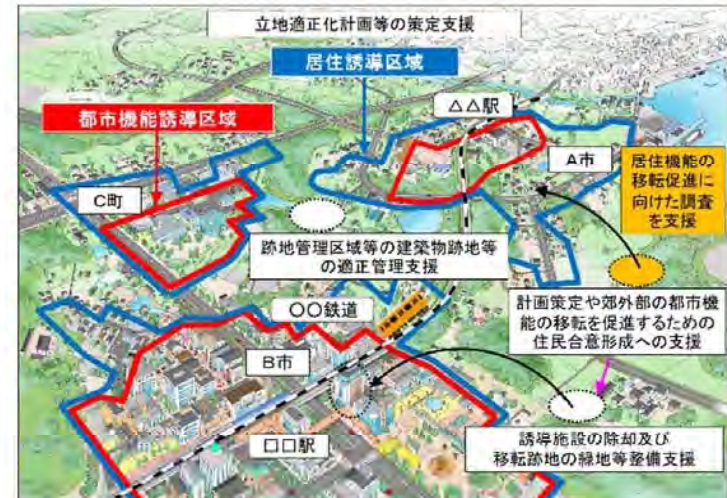 立地適正化計画等の策定支援
居住誘導区域
△△駅
都市機能誘導区域
A市
居住機能の
移転促進に
向けた調査
を支援
C町
跡地管理区域等の建築物跡地等
の適正管理支援
〇〇鉄道
計画策定や郊外部の都市機
能の移転を促進するための
住民合意形成への支援
B市
口口駅
誘導施設の除却及び
移転跡地の緑地等整備支援